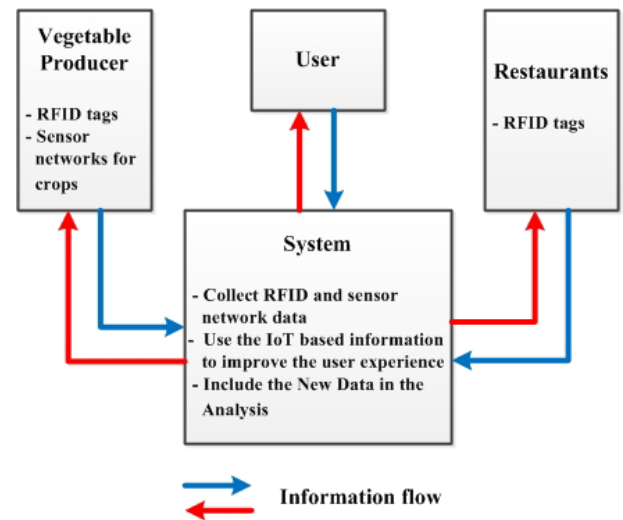 Vegetable
Producer
- RFID tags
- Sensor
networks for
crops
User
Restaurants
- RFID tags
System
- Collect RFID and sensor
network data
- Use the IoT based information
to improve the user experience
- Include the New Data in the
Analysis
Information flow